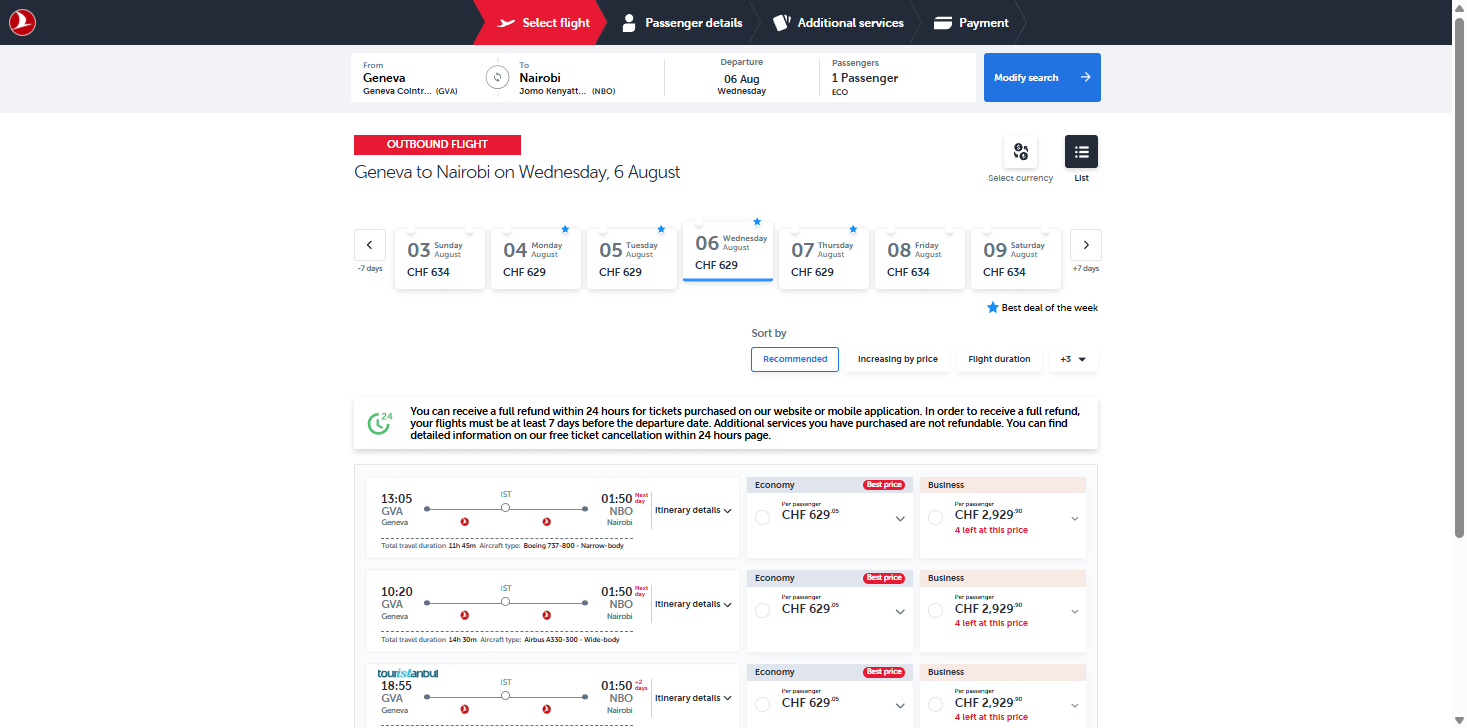 Select flight
Passenger details
Additional services
Payment
From
Geneva
Geneva Cointr... (GVA)
To
Nairobi
Jomo Kenyatt... (NBO)
Departure
06 Aug
Wednesday
Passengers
1 Passenger
ECO
Modify search
OUTBOUND FLIGHT
Geneva to Nairobi on Wednesday, 6 August
Select currency
List
-7 days
03 Sunday
August
CHF 634
04 Monday
August
CHF 629
05 Tuesday
August
CHF 629
06 Wednesday
August
CHF 629
07 Thursday
August
CHF 629
08 Friday
August
CHF 634
09 Saturday
August
CHF 634
+7 days
Best deal of the week
Sort by
Recommended
Increasing by price
Flight duration
+3
24
You can receive a full refund within 24 hours for tickets purchased on our website or mobile application. In order to receive a full refund,
your flights must be at least 7 days before the departure date. Additional services you have purchased are not refundable. You can find
detailed information on our free ticket cancellation within 24 hours page.
13:05
GVA
Geneva
IST
01:50 Next day
NBO
Nairobi
Itinerary details
Total travel duration 11h 45m Aircraft type: Boeing 737-800 - Narrow-body
Economy
Best price
Per passenger
CHF 629.05
Business
Per passenger
CHF 2,929.90
4 left at this price
10:20
GVA
Geneva
IST
01:50 Next day
NBO
Nairobi
Itinerary details
Total travel duration 14h 30m Aircraft type: Airbus A330-300 - Wide-body
Economy
Best price
Per passenger
CHF 629.05
Business
Per passenger
CHF 2,929.90
4 left at this price
touristanbul
18:55
GVA
Geneva
IST
01:50 +2 days
NBO
Nairobi
Itinerary details
Economy
Best price
Per passenger
CHF 629.05
Business
Per passenger
CHF 2,929.90
4 left at this price